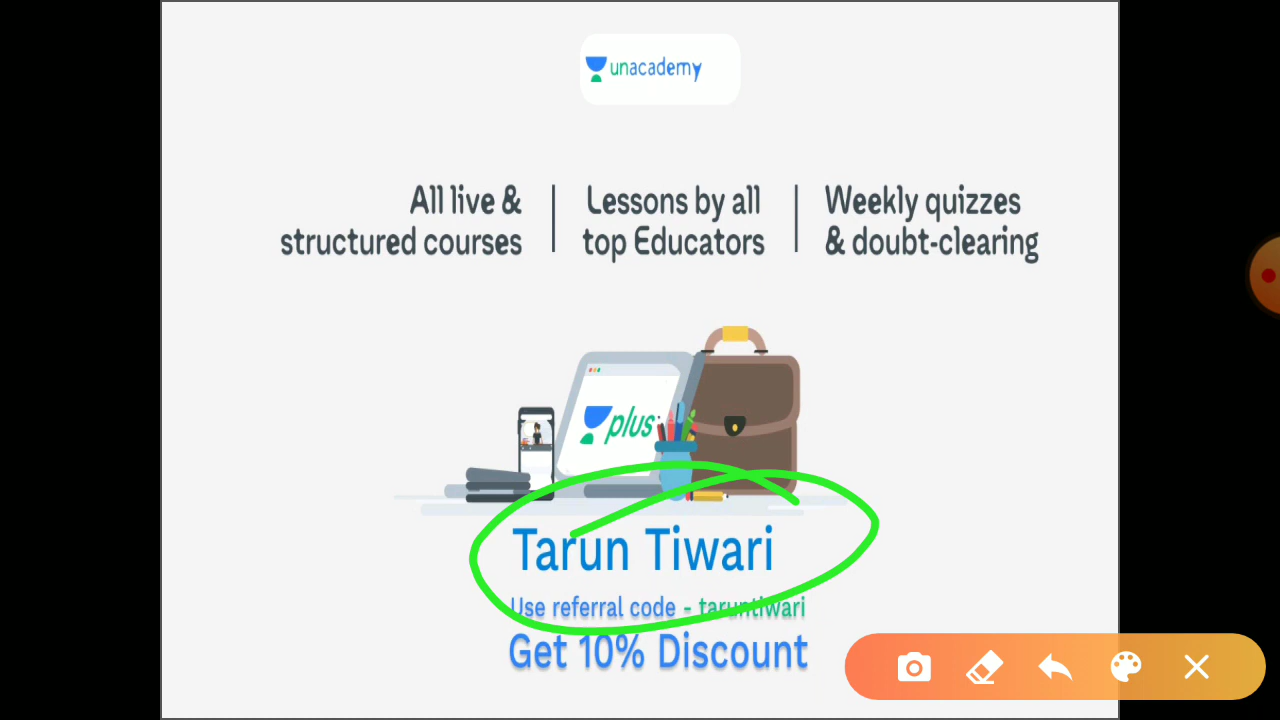 unacademy
All live &
structured courses
Lessons by all
top Educators
Weekly quizzes
& doubt-clearing
plus
Tarun Tiwari
Use referral code - taruntiwari
Get 10% Discount